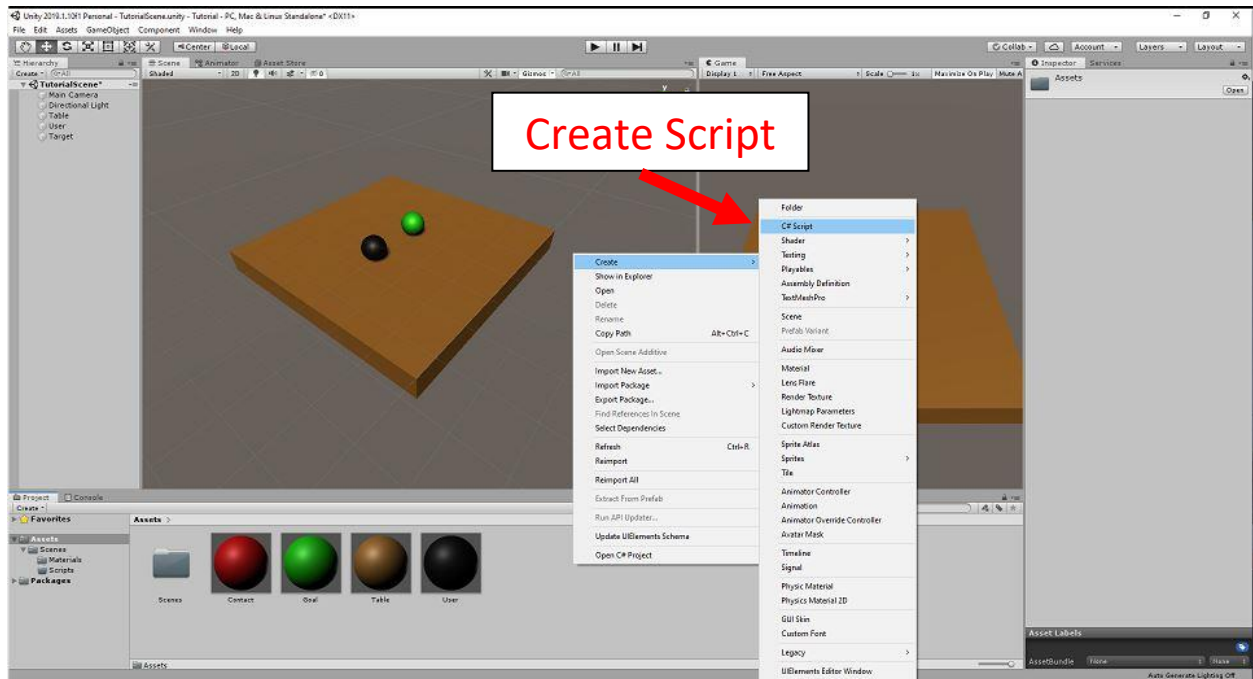 Unity 2019.1.10f1 Personal - TutorialScene.unity - Tutorial - PC, Mac & Linux Standalone* <DX11>
File Edit Assets GameObject Component Window Help
Center Local
Collab Account Layers Layout
Hierarchy
Create All
TutorialScene*
Main Camera
Directional Light
Table
User
Target
Scene Animator Asset Store
Shaded 2D Gizmos All
y
Game
Display 1 Free Aspect Scale 1x Maximize On Play Mute A
Inspector Services
Assets
Open
Create Script
Create
Show in Explorer
Open
Delete
Rename
Copy Path Alt+Ctrl+C
Open Scene Additive
Import New Asset...
Import Package
Export Package...
Find References In Scene
Select Dependencies
Refresh Ctrl+R
Reimport
Reimport All
Extract From Prefab
Run API Updater...
Update UIElements Schema
Open C# Project
Folder
C# Script
Shader
Testing
Playables
Assembly Definition
TextMeshPro
Scene
Prefab Variant
Audio Mixer
Material
Lens Flare
Render Texture
Lightmap Parameters
Custom Render Texture
Sprite Atlas
Sprites
Tile
Animator Controller
Animation
Animator Override Controller
Avatar Mask
Timeline
Signal
Physic Material
Physics Material 2D
GUI Skin
Custom Font
Legacy
UIElements Editor Window
Project Console
Create
Favorites
Assets
Scenes
Materials
Scripts
Packages
Assets >
Scenes Contact Goal Table User
Assets
Asset Labels
AssetBundle None None
Auto Generate Lighting Off